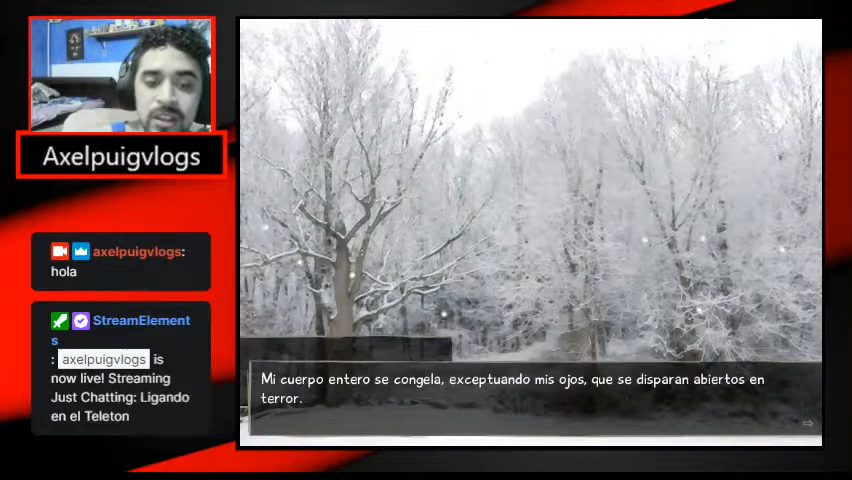 Axelpuigvlogs
axelpuigvlogs:
hola
StreamElement
s
: axelpuigvlogs is
now live! Streaming
Just Chatting: Ligando
en el Teleton
Mi cuerpo entero se congela, exceptuando mis ojos, que se disparan abiertos en
terror.